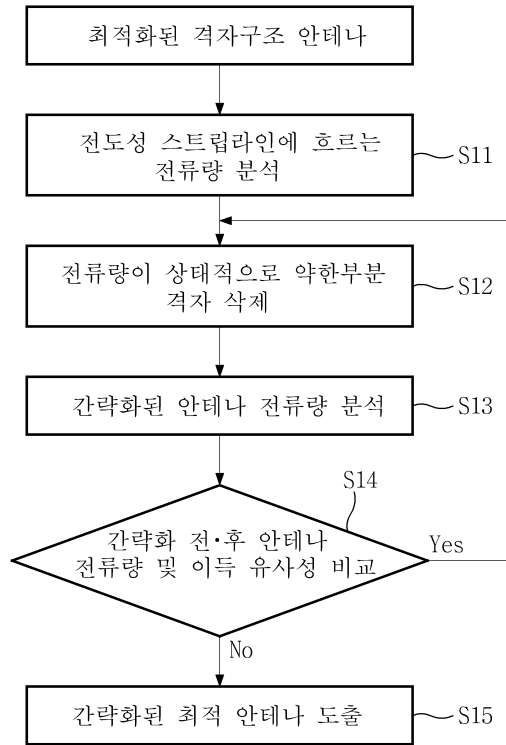 최적화된 격자구조 안테나
전도성 스트립라인에 흐르는
전류량 분석
S11
전류량이 상태적으로 약한부분
격자 삭제
S12
간략화된 안테나 전류량 분석
S13
S14
간략화 전·후 안테나
전류량 및 이득 유사성 비교
Yes
No
간략화된 최적 안테나 도출
S15